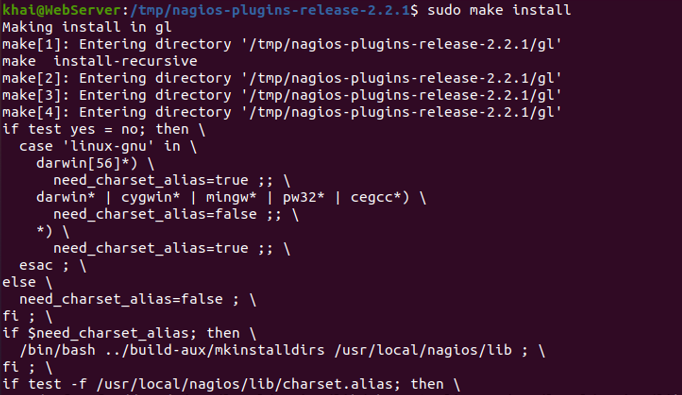 khai@WebServer:/tmp/nagios-plugins-release-2.2.1$ sudo make install
Making install in gl
make[1]: Entering directory '/tmp/nagios-plugins-release-2.2.1/gl'
make  install-recursive
make[2]: Entering directory '/tmp/nagios-plugins-release-2.2.1/gl'
make[3]: Entering directory '/tmp/nagios-plugins-release-2.2.1/gl'
make[4]: Entering directory '/tmp/nagios-plugins-release-2.2.1/gl'
if test yes = no; then \
  case 'linux-gnu' in \
    darwin[56]*) \
      need_charset_alias=true ;; \
    darwin* | cygwin* | mingw* | pw32* | cegcc*) \
      need_charset_alias=false ;; \
    *) \
      need_charset_alias=true ;; \
  esac ; \
else \
  need_charset_alias=false ; \
fi ; \
if $need_charset_alias; then \
  /bin/bash ../build-aux/mkinstalldirs /usr/local/nagios/lib ; \
fi ; \
if test -f /usr/local/nagios/lib/charset.alias; then \